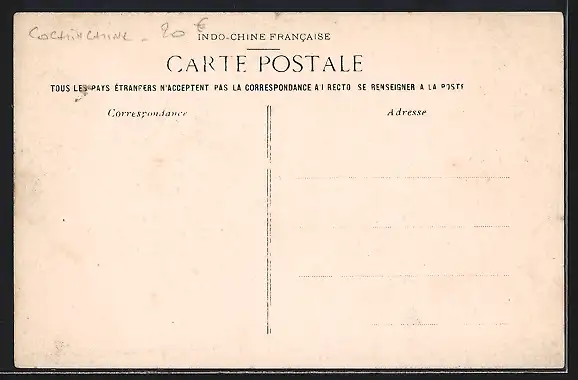 COCHINCHINE - 20 €
INDO-CHINE FRANÇAISE
CARTE POSTALE
TOUS LES PAYS ÉTRANGERS N'ACCEPTENT PAS LA CORRESPONDANCE AU RECTO SE RENSEIGNER A LA POSTE
Correspondance
Adresse